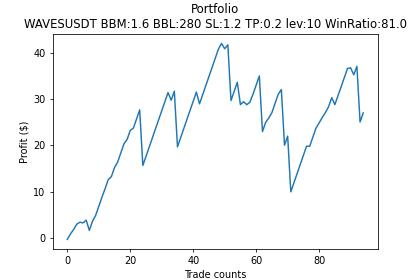 Portfolio
WAVESUSDT BBM:1.6 BBL:280 SL:1.2 TP:0.2 lev:10 WinRatio:81.0
40
30
20
10
0
Profit ($)
0 20 40 60 80
Trade counts